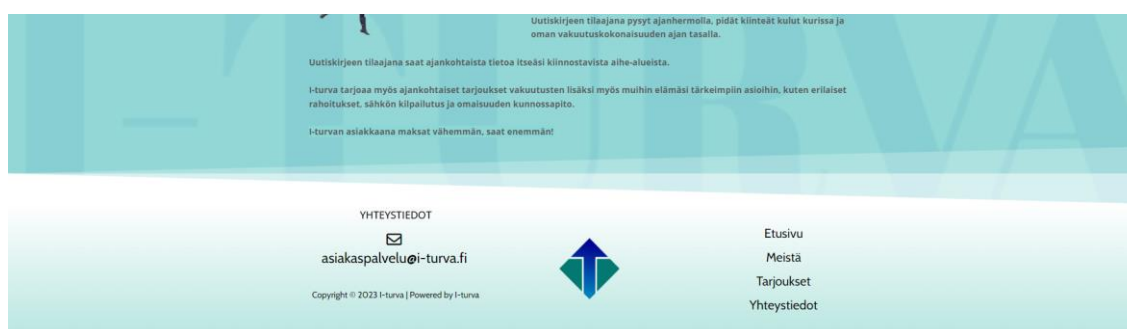 I-TURVA
Uutiskirjeen tilaajana pysyt ajanhermolla, pidät kiinteät kulut kurissa ja
oman vakuutuskokonaisuuden ajan tasalla.
Uutiskirjeen tilaajana saat ajankohtaista tietoa itseäsi kiinnostavista aihe-alueista.
I-turva tarjoaa myös ajankohtaiset tarjoukset vakuutusten lisäksi myös muihin elämäsi tärkeimpiin asioihin, kuten erilaiset
rahoitukset, sähkön kilpailutus ja omaisuuden kunnossapito.
I-turvan asiakkaana maksat vähemmän, saat enemmän!
YHTEYSTIEDOT
asiakaspalvelu@i-turva.fi
Copyright © 2023 I-turva | Powered by I-turva
Etusivu
Meistä
Tarjoukset
Yhteystiedot